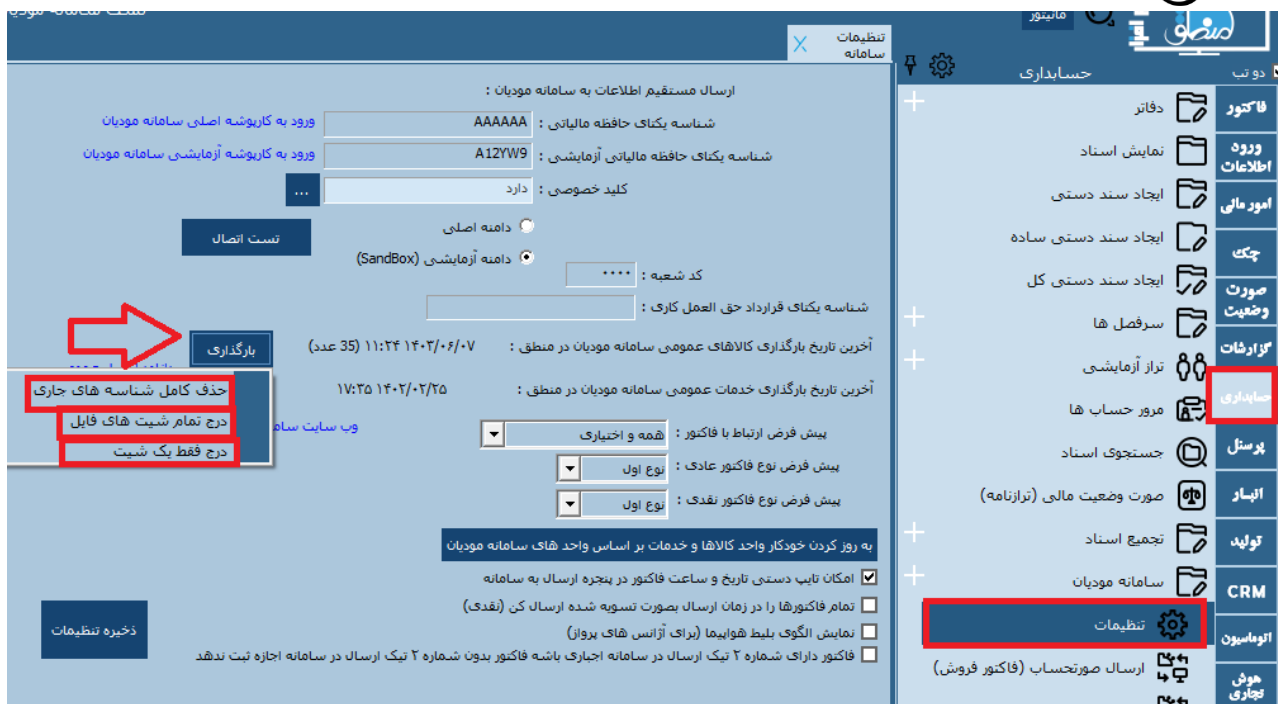 مانیتور
منطق
دو تب
حسابداری
فاکتور
ورود اطلاعات
امور مالی
چک
صورت وضعیت
گزارشات
حسابداری
پرسنل
انبار
تولید
CRM
اتوماسیون
هوش تجاری
دفاتر
نمایش اسناد
ایجاد سند دستی
ایجاد سند دستی ساده
ایجاد سند دستی کل
سرفصل ها
تراز آزمایشی
مرور حساب ها
جستجوی اسناد
صورت وضعیت مالی (ترازنامه)
تجمیع اسناد
سامانه مودیان
تنظیمات
ارسال صورتحساب (فاکتور فروش)
تنظیمات سامانه X
ارسال مستقیم اطلاعات به سامانه مودیان :
شناسه یکتای حافظه مالیاتی : AAAAAA ورود به کارپوشه اصلی سامانه مودیان
شناسه یکتای حافظه مالیاتی آزمایشی : A12YW9 ورود به کارپوشه آزمایشی سامانه مودیان
کلید خصوصی : دارد ...
دامنه اصلی
تست اتصال
دامنه آزمایشی (SandBox)
کد شعبه : ۰۰۰۰
شناسه یکتای قرارداد حق العمل کاری :
آخرین تاریخ بارگذاری کالاهای عمومی سامانه مودیان در منطق : ۱۴۰۳/۰۶/۰۷ ۱۱:۲۴ (35 عدد) بارگذاری
آخرین تاریخ بارگذاری خدمات عمومی سامانه مودیان در منطق : ۱۴۰۲/۰۲/۲۵ ۱۷:۳۵
حذف کامل شناسه های جاری
درج تمام شیت های فایل
درج فقط یک شیت
وب سایت
پیش فرض ارتباط با فاکتور : همه و اختیاری
پیش فرض نوع فاکتور عادی : نوع اول
پیش فرض نوع فاکتور نقدی : نوع اول
به روز کردن خودکار واحد کالاها و خدمات بر اساس واحد های سامانه مودیان
امکان تایپ دستی تاریخ و ساعت فاکتور در پنجره ارسال به سامانه
تمام فاکتورها را در زمان ارسال بصورت تسویه شده ارسال کن (نقدی)
نمایش الگوی بلیط هواپیما (برای آژانس های پرواز)
فاکتور دارای شماره ۲ تیک ارسال در سامانه اجباری باشه فاکتور بدون شماره ۲ تیک ارسال در سامانه اجازه ثبت ندهد
ذخیره تنظیمات